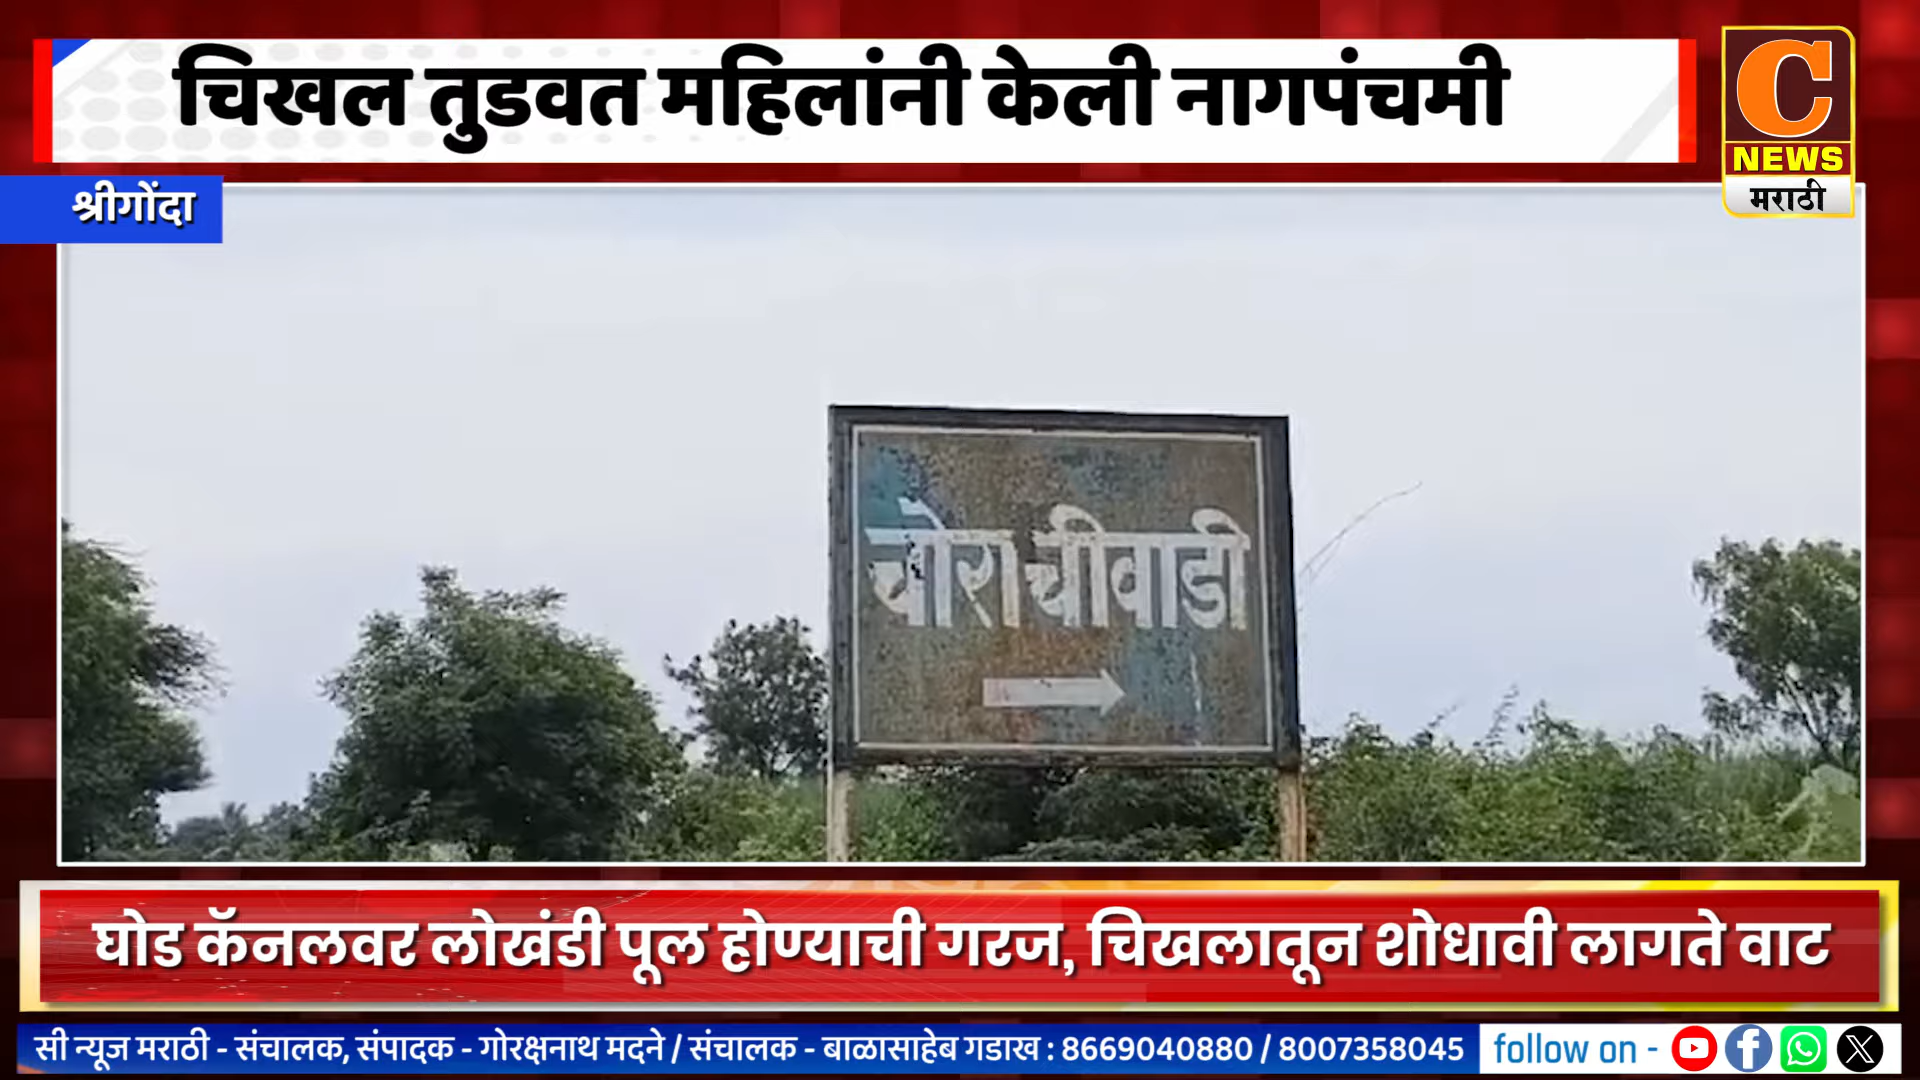 चिखल तुडवत महिलांनी केली नागपंचमी
C
NEWS
मराठी
श्रीगोंदा
चोराचीवाडी
घोड कॅनलवर लोखंडी पूल होण्याची गरज, चिखलातून शोधावी लागते वाट
सी न्यूज मराठी - संचालक, संपादक - गोरक्षनाथ मदने / संचालक - बाळासाहेब गडाख : 8669040880 / 8007358045
follow on -